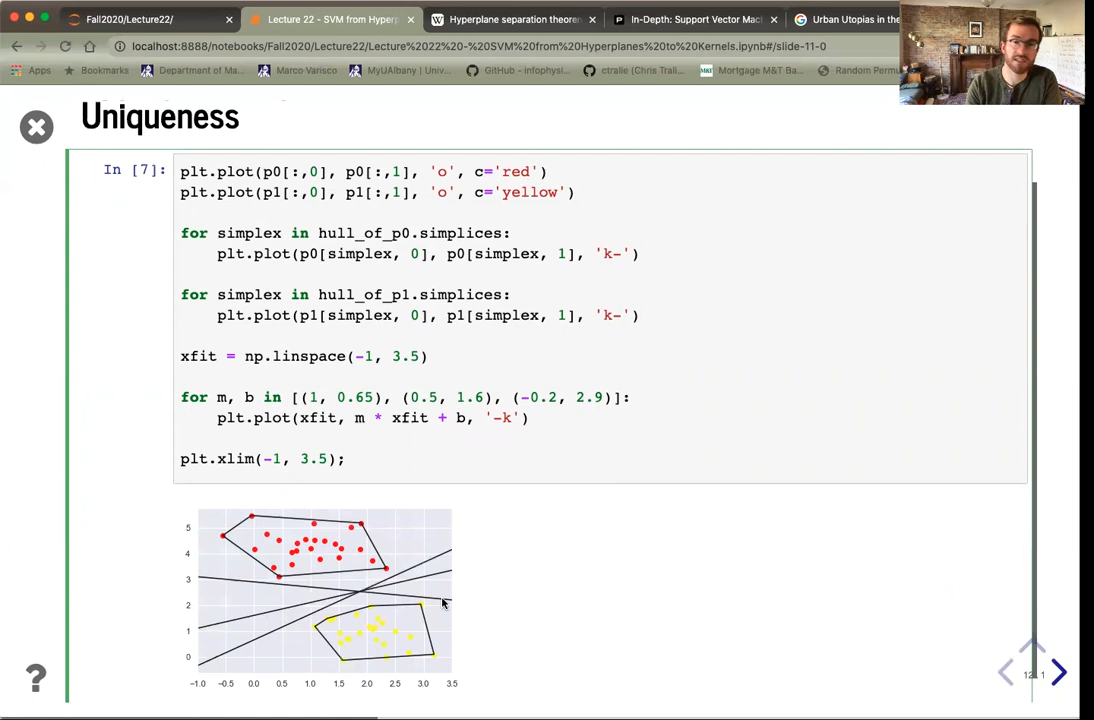 Fall2020/Lecture22/
Lecture 22 - SVM from Hyperp
Hyperplane separation theore
In-Depth: Support Vector Mac
Urban Utopias in the
localhost:8888/notebooks/Fall2020/Lecture22/Lecture%2022%20-%20SVM%20from%20Hyperplanes%20to%20Kernels.ipynb#/slide-11-0
Apps
Bookmarks
Department of Ma...
Marco Varisco
MyUAlbany | Univ...
GitHub - infophysi...
ctralie (Chris Trali...
Mortgage M&T Ba...
Random Permu
Uniqueness
In [7]:
plt.plot(p0[:,0], p0[:,1], 'o', c='red')
plt.plot(p1[:,0], p1[:,1], 'o', c='yellow')
for simplex in hull_of_p0.simplices:
plt.plot(p0[simplex, 0], p0[simplex, 1], 'k-')
for simplex in hull_of_p1.simplices:
plt.plot(p1[simplex, 0], p1[simplex, 1], 'k-')
xfit = np.linspace(-1, 3.5)
for m, b in [(1, 0.65), (0.5, 1.6), (-0.2, 2.9)]:
plt.plot(xfit, m * xfit + b, '-k')
plt.xlim(-1, 3.5);
5
4
3
2
1
0
−1.0 −0.5 0.0 0.5 1.0 1.5 2.0 2.5 3.0 3.5
?